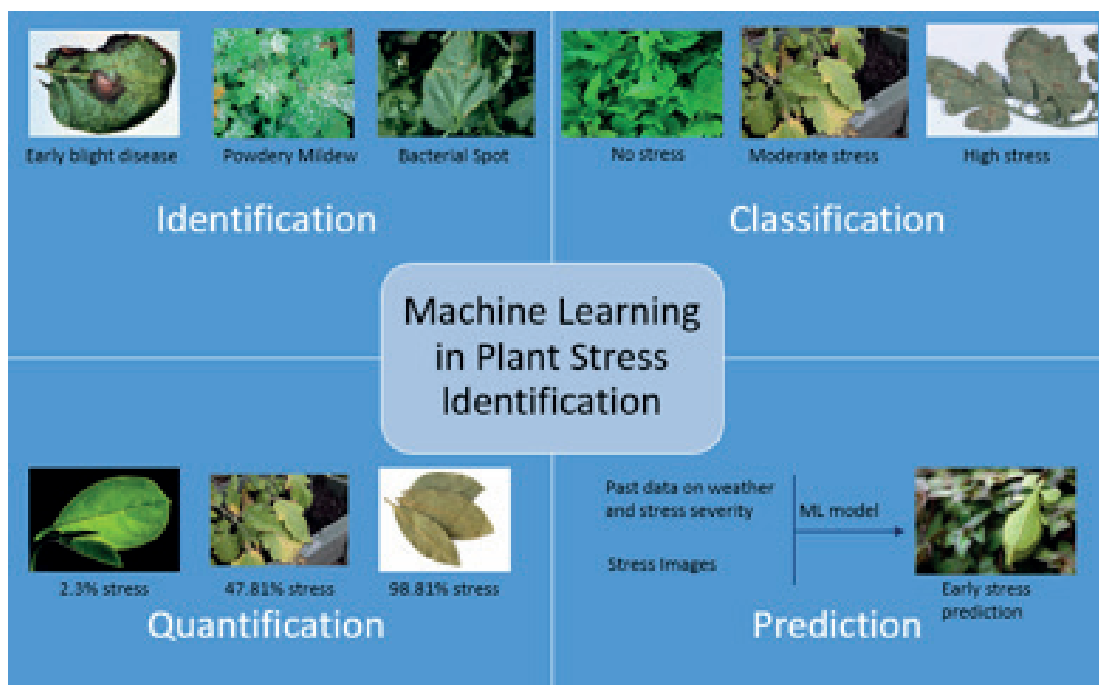 Early blight disease
Powdery Mildew
Bacterial Spot
Identification
No stress
Moderate stress
High stress
Classification
Machine Learning
in Plant Stress
Identification
2.3% stress
47.81% stress
98.81% stress
Quantification
Past data on weather
and stress severity
Stress Images
ML model
Early stress
prediction
Prediction